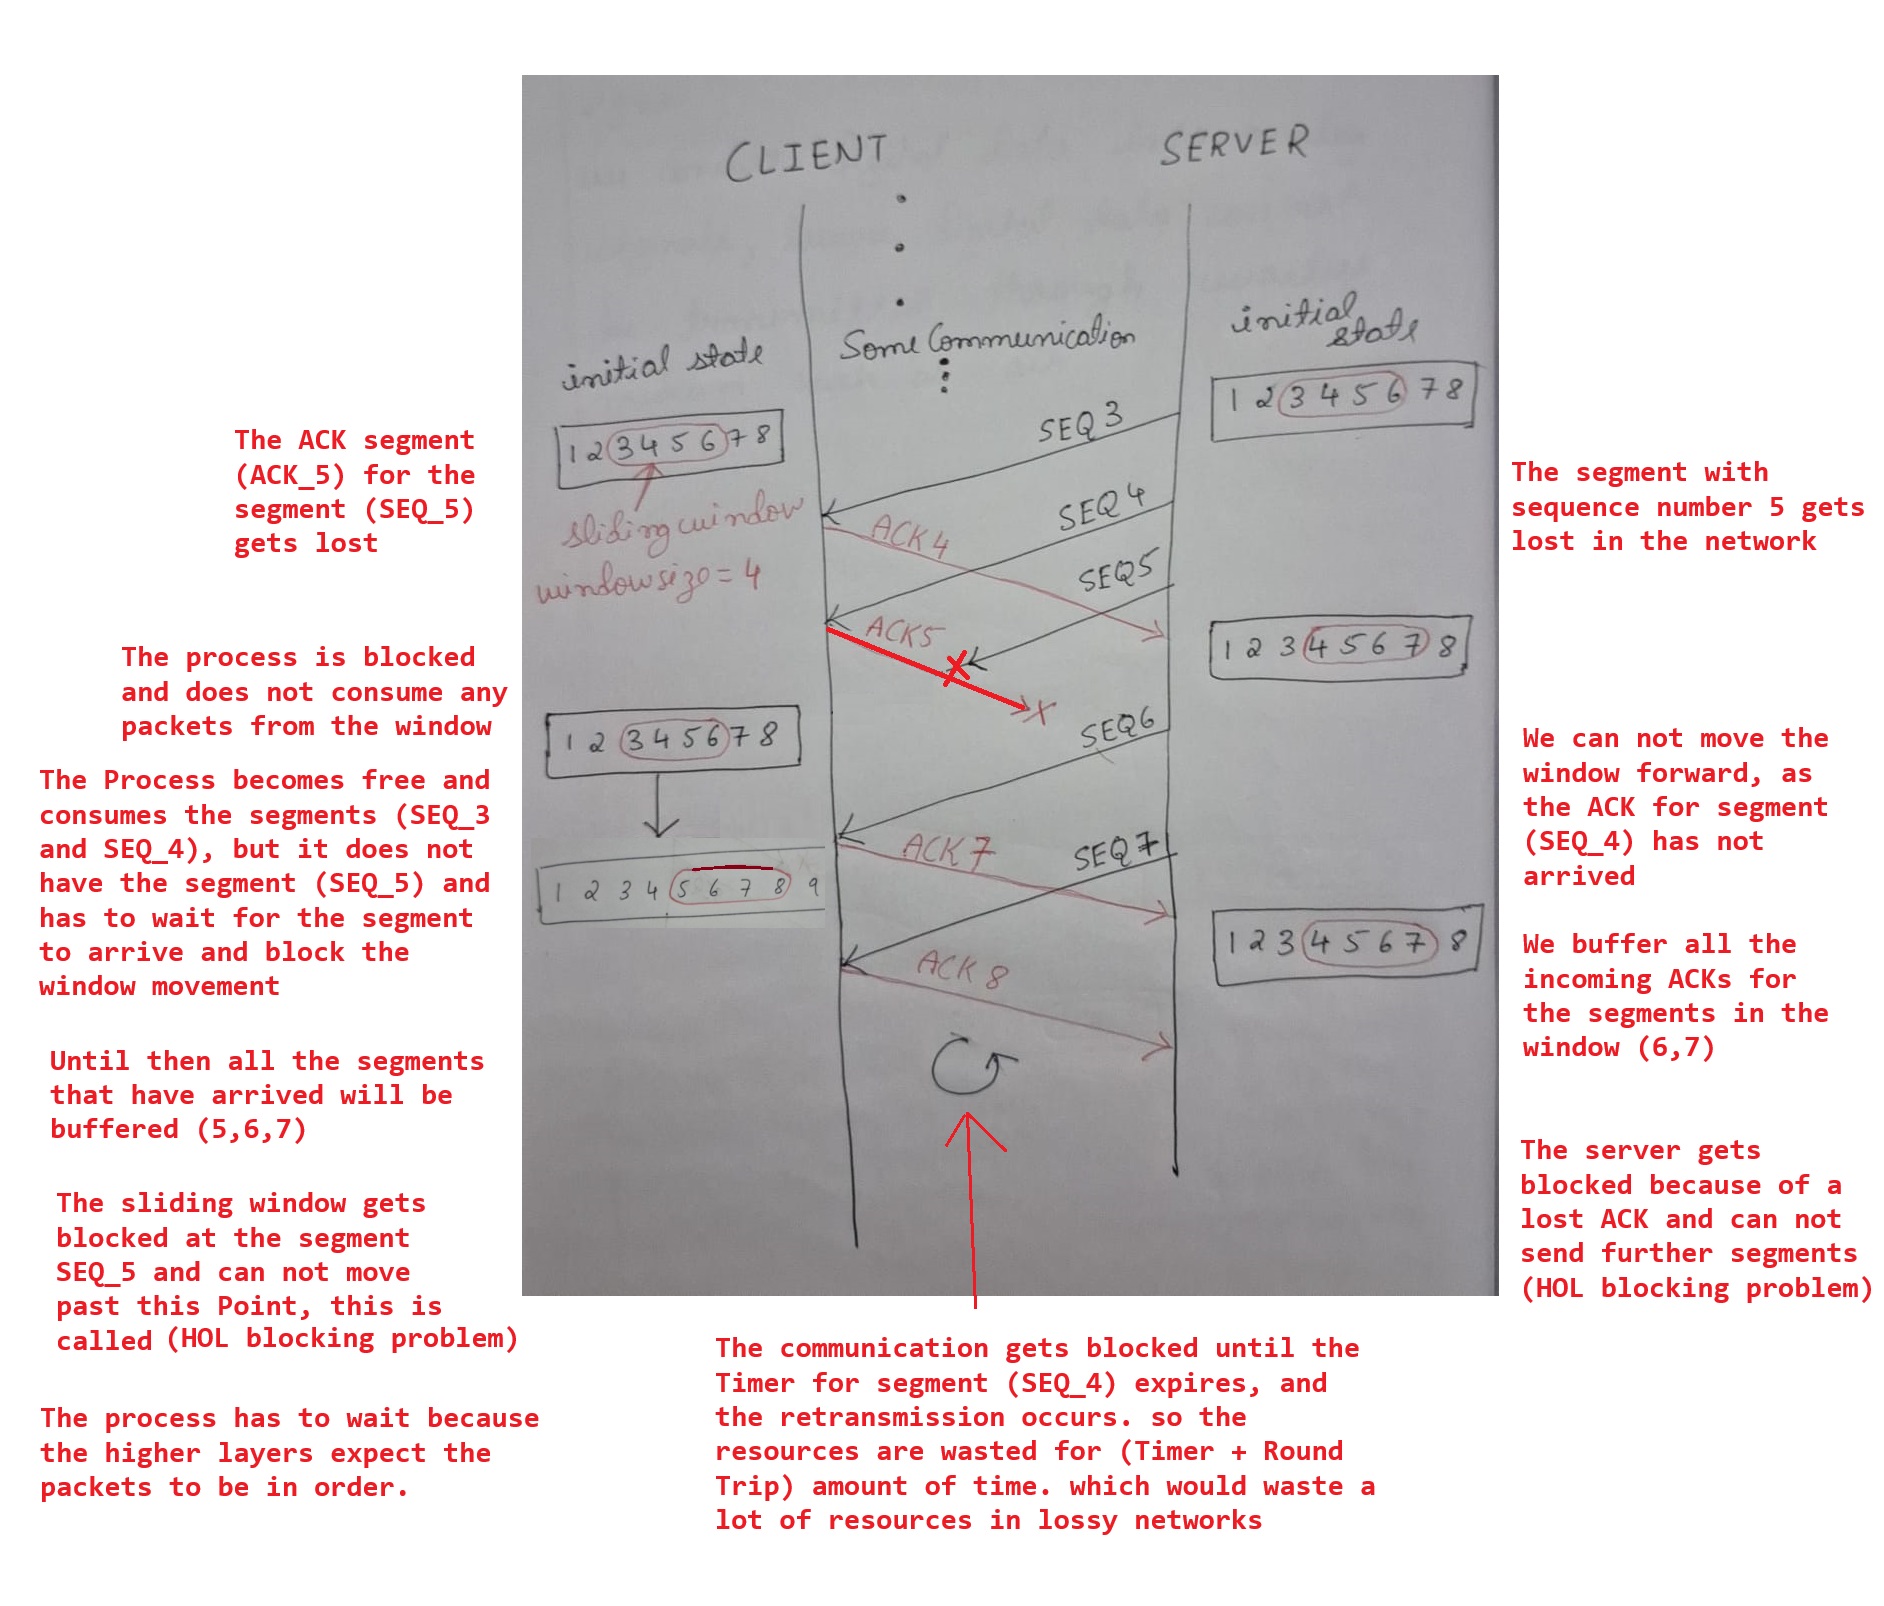 CLIENT
SERVER
Some Communication
initial state
1 2 3 4 5 6 7 8
sliding window
window size = 4
initial
state
1 2 3 4 5 6 7 8
SEQ 3
SEQ 4
ACK 4
SEQ5
ACK5
1 2 3 4 5 6 7 8
SEQ6
1 2 3 4 5 6 7 8
ACK 7
SEQ 7
1 2 3 4 5 6 7 8 9
1 2 3 4 5 6 7 8
ACK 8
The ACK segment
(ACK_5) for the
segment (SEQ_5)
gets lost
The process is blocked
and does not consume any
packets from the window
The Process becomes free and
consumes the segments (SEQ_3
and SEQ_4), but it does not
have the segment (SEQ_5) and
has to wait for the segment
to arrive and block the
window movement
Until then all the segments
that have arrived will be
buffered (5,6,7)
The sliding window gets
blocked at the segment
SEQ_5 and can not move
past this Point, this is
called (HOL blocking problem)
The process has to wait because
the higher layers expect the
packets to be in order.
The segment with
sequence number 5 gets
lost in the network
We can not move the
window forward, as
the ACK for segment
(SEQ_4) has not
arrived
We buffer all the
incoming ACKs for
the segments in the
window (6,7)
The server gets
blocked because of a
lost ACK and can not
send further segments
(HOL blocking problem)
The communication gets blocked until the
Timer for segment (SEQ_4) expires, and
the retransmission occurs. so the
resources are wasted for (Timer + Round
Trip) amount of time. which would waste a
lot of resources in lossy networks